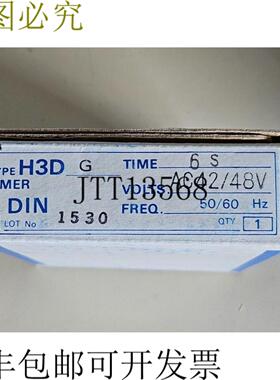 图必究
TYPE H3D G TIME 6 S
MER VOLTS AC42/48V
JTT13568
DIN FREQ. 50/60 Hz
LOT No 1530 QTY 1
丰包邮可开发票